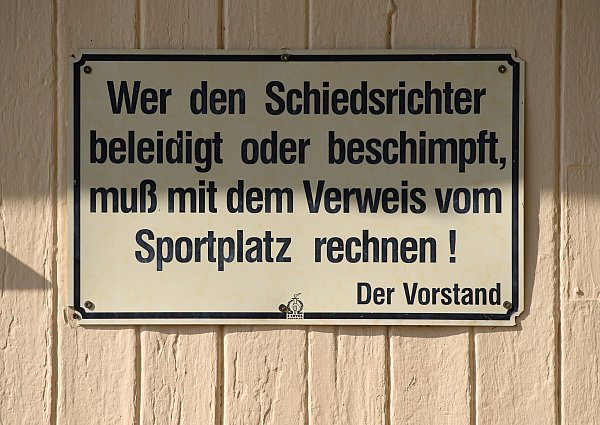 Wer den Schiedsrichter
beleidigt oder beschimpft,
muß mit dem Verweis vom
Sportplatz rechnen !
Der Vorstand